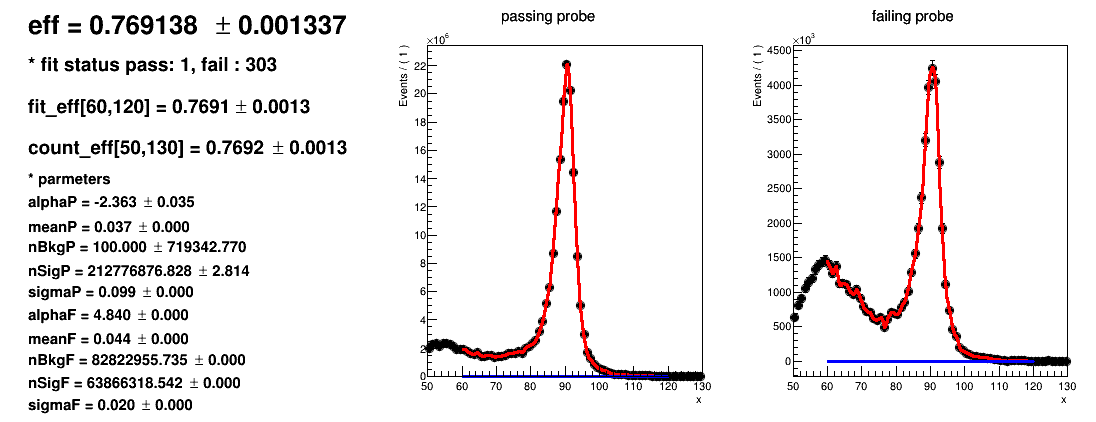 eff = 0.769138 ± 0.001337
* fit status pass: 1, fail : 303
fit_eff[60,120] = 0.7691 ± 0.0013
count_eff[50,130] = 0.7692 ± 0.0013
* parmeters
alphaP = -2.363 ± 0.035
meanP = 0.037 ± 0.000
nBkgP = 100.000 ± 719342.770
nSigP = 212776876.828 ± 2.814
sigmaP = 0.099 ± 0.000
alphaF = 4.840 ± 0.000
meanF = 0.044 ± 0.000
nBkgF = 82822955.735 ± 0.000
nSigF = 63866318.542 ± 0.000
sigmaF = 0.020 ± 0.000
passing probe
×10⁶
Events / ( 1 )
22
20
18
16
14
12
10
8
6
4
2
0
50 60 70 80 90 100 110 120 130
x
failing probe
×10³
Events / ( 1 )
4500
4000
3500
3000
2500
2000
1500
1000
500
0
50 60 70 80 90 100 110 120 130
x